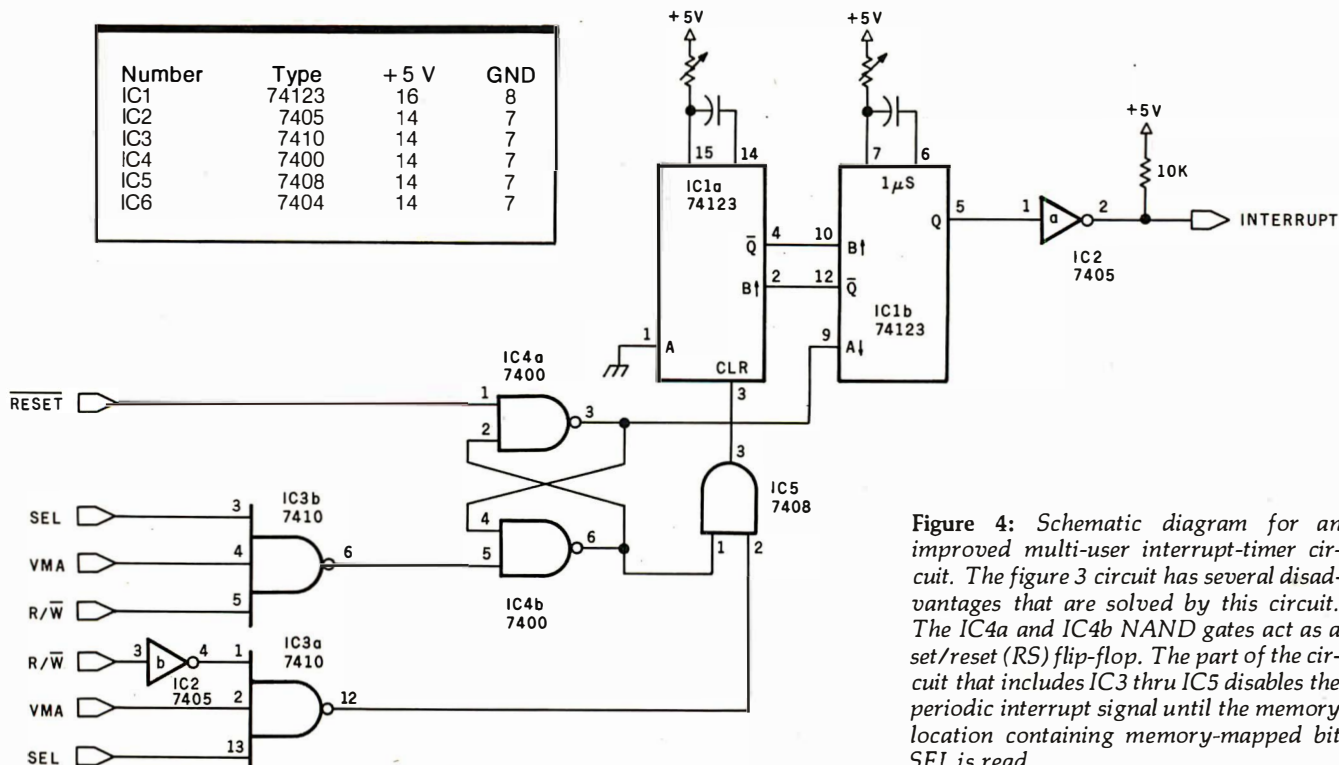 Number Type +5 V GND
IC1 74123 16 8
IC2 7405 14 7
IC3 7410 14 7
IC4 7400 14 7
IC5 7408 14 7
IC6 7404 14 7
+5V
+5V
+5V
15 14
7 6
10K
IC1a
74123
1µS
Q 5
1 a 2
INTERRUPT
IC2
7405
Q̅ 4 10 B↑
B↑ 2 12 Q̅
IC1b
74123
1 A
9 A↓
CLR
3
IC4a
7400
R̅E̅S̅E̅T̅
1
2
3
3
IC5
7408
1 2
IC3b
7410
SEL 3
VMA 4
R/W̅ 5
6
4
5
6
IC4b
7400
R/W̅ 3 b 4 1
IC2
7405
IC3a
7410
VMA 2
12
SEL 13
Figure 4: Schematic diagram for an
improved multi-user interrupt-timer cir-
cuit. The figure 3 circuit has several disad-
vantages that are solved by this circuit.
The IC4a and IC4b NAND gates act as a
set/reset (RS) flip-flop. The part of the cir-
cuit that includes IC3 thru IC5 disables the
periodic interrupt signal until the memory
location containing memory-mapped bit
SEL is read.